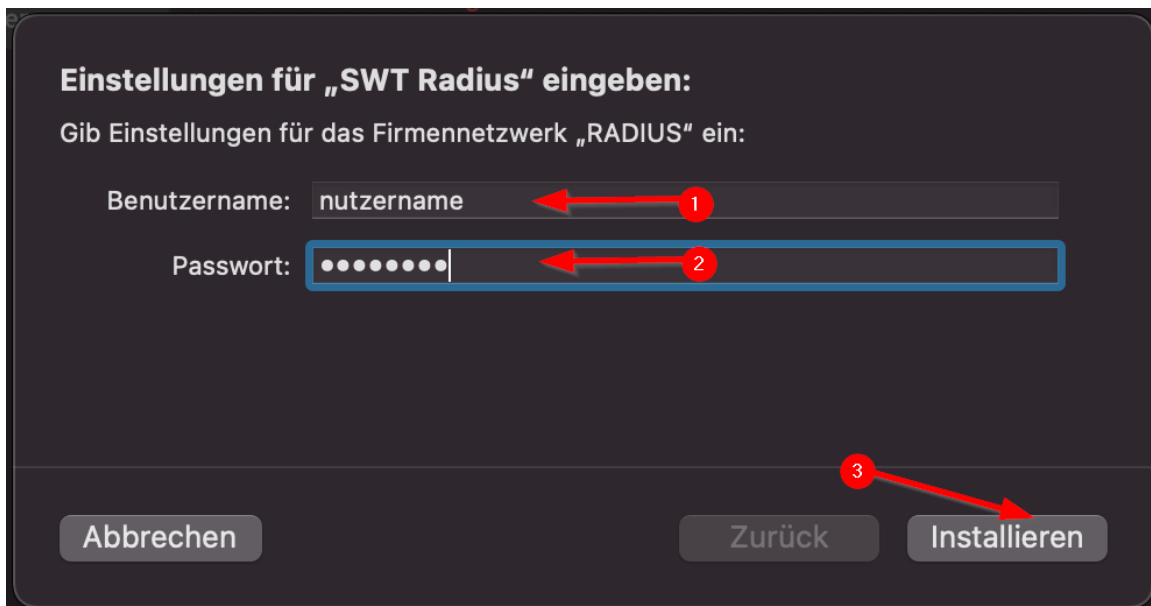 Einstellungen für „SWT Radius“ eingeben:
Gib Einstellungen für das Firmennetzwerk „RADIUS“ ein:
Benutzername: nutzername 1
Passwort: ●●●●●●●● 2
3
Abbrechen Zurück Installieren